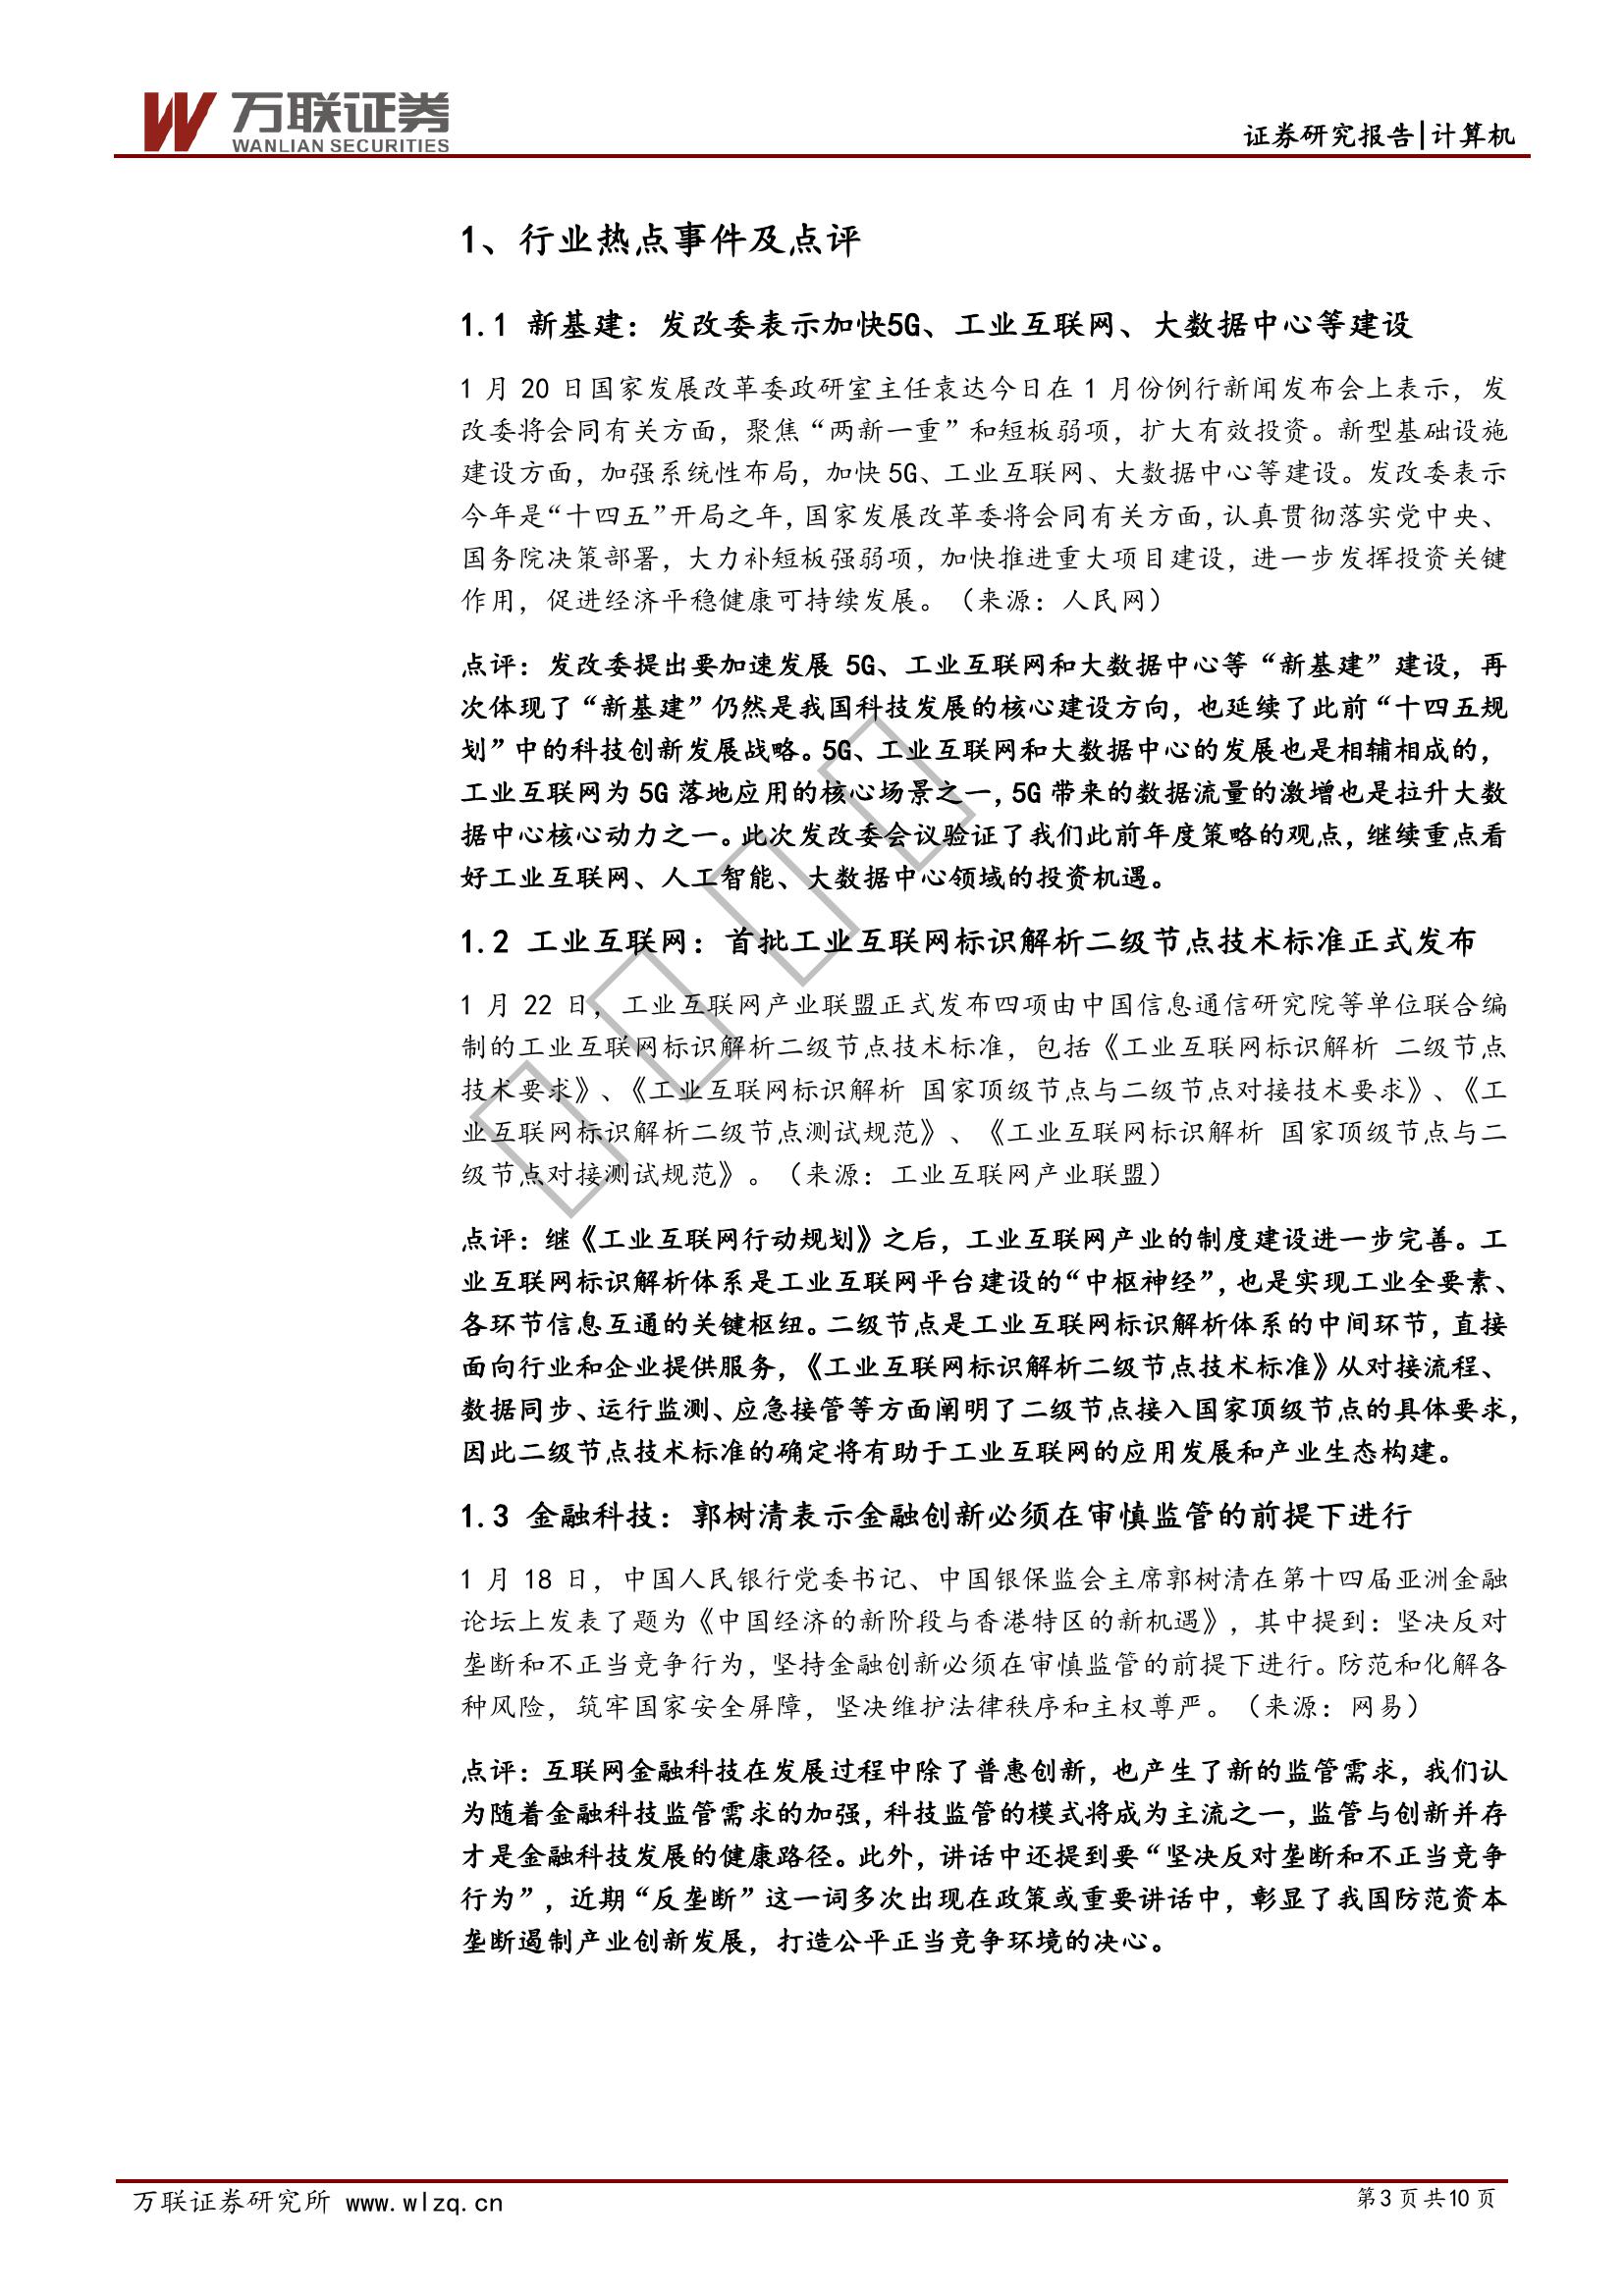 万联证券
WANLIAN SECURITIES
证券研究报告|计算机
1、行业热点事件及点评
1.1 新基建：发改委表示加快5G、工业互联网、大数据中心等建设
1 月 20 日国家发展改革委政研室主任袁达今日在 1 月份例行新闻发布会上表示，发
改委将会同有关方面，聚焦“两新一重”和短板弱项，扩大有效投资。新型基础设施
建设方面，加强系统性布局，加快 5G、工业互联网、大数据中心等建设。发改委表示
今年是“十四五”开局之年，国家发展改革委将会同有关方面，认真贯彻落实党中央、
国务院决策部署，大力补短板强弱项，加快推进重大项目建设，进一步发挥投资关键
作用，促进经济平稳健康可持续发展。（来源：人民网）
点评：发改委提出要加速发展 5G、工业互联网和大数据中心等“新基建”建设，再
次体现了“新基建”仍然是我国科技发展的核心建设方向，也延续了此前“十四五规
划”中的科技创新发展战略。5G、工业互联网和大数据中心的发展也是相辅相成的，
工业互联网为 5G 落地应用的核心场景之一，5G 带来的数据流量的激增也是拉升大数
据中心核心动力之一。此次发改委会议验证了我们此前年度策略的观点，继续重点看
好工业互联网、人工智能、大数据中心领域的投资机遇。
1.2 工业互联网：首批工业互联网标识解析二级节点技术标准正式发布
1 月 22 日，工业互联网产业联盟正式发布四项由中国信息通信研究院等单位联合编
制的工业互联网标识解析二级节点技术标准，包括《工业互联网标识解析 二级节点
技术要求》、《工业互联网标识解析 国家顶级节点与二级节点对接技术要求》、《工
业互联网标识解析二级节点测试规范》、《工业互联网标识解析 国家顶级节点与二
级节点对接测试规范》。（来源：工业互联网产业联盟）
点评：继《工业互联网行动规划》之后，工业互联网产业的制度建设进一步完善。工
业互联网标识解析体系是工业互联网平台建设的“中枢神经”，也是实现工业全要素、
各环节信息互通的关键枢纽。二级节点是工业互联网标识解析体系的中间环节，直接
面向行业和企业提供服务，《工业互联网标识解析二级节点技术标准》从对接流程、
数据同步、运行监测、应急接管等方面阐明了二级节点接入国家顶级节点的具体要求，
因此二级节点技术标准的确定将有助于工业互联网的应用发展和产业生态构建。
1.3 金融科技：郭树清表示金融创新必须在审慎监管的前提下进行
1 月 18 日，中国人民银行党委书记、中国银保监会主席郭树清在第十四届亚洲金融
论坛上发表了题为《中国经济的新阶段与香港特区的新机遇》，其中提到：坚决反对
垄断和不正当竞争行为，坚持金融创新必须在审慎监管的前提下进行。防范和化解各
种风险，筑牢国家安全屏障，坚决维护法律秩序和主权尊严。（来源：网易）
点评：互联网金融科技在发展过程中除了普惠创新，也产生了新的监管需求，我们认
为随着金融科技监管需求的加强，科技监管的模式将成为主流之一，监管与创新并存
才是金融科技发展的健康路径。此外，讲话中还提到要“坚决反对垄断和不正当竞争
行为”，近期“反垄断”这一词多次出现在政策或重要讲话中，彰显了我国防范资本
垄断遏制产业创新发展，打造公平正当竞争环境的决心。
万联证券研究所 www.wlzq.cn
第 3 页 共 10 页